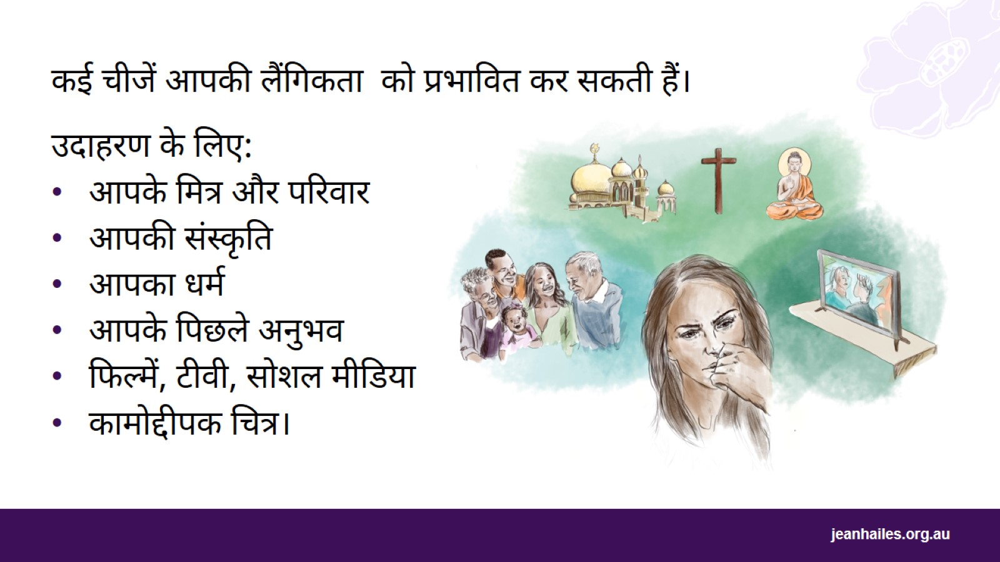 कई चीजें आपकी लैंगिकता  को प्रभावित कर सकती हैं।
उदाहरण के लिए:
• आपके मित्र और परिवार
• आपकी संस्कृति
• आपका धर्म
• आपके पिछले अनुभव
• फिल्में, टीवी, सोशल मीडिया
• कामोद्दीपक चित्र।
jeanhailes.org.au